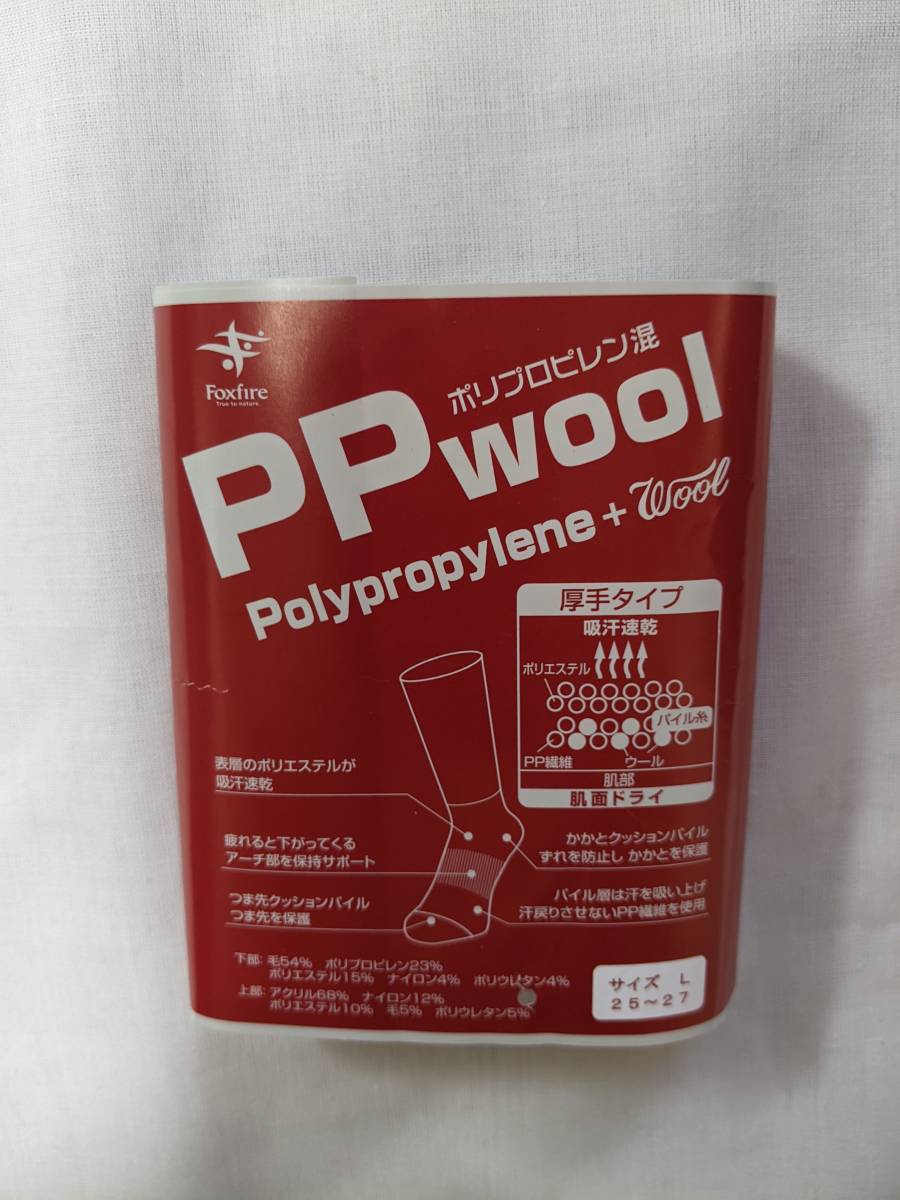 Foxfire
True to nature.
ポリプロピレン混
PP wool
Polypropylene + Wool
厚手タイプ
吸汗速乾
ポリエステル
パイル糸
PP繊維
ウール
肌部
肌面ドライ
表層のポリエステルが
吸汗速乾
疲れると下がってくる
アーチ部を保持サポート
つま先クッションパイル
つま先を保護
かかとクッションパイル
ずれを防止し かかとを保護
パイル層は汗を吸い上げ
汗戻りさせないPP繊維を使用
下部：毛54% ポリプロピレン23%
ポリエステル15% ナイロン4% ポリウレタン4%
上部：アクリル68% ナイロン12%
ポリエステル10% 毛5% ポリウレタン5%
サイズ L
25～27